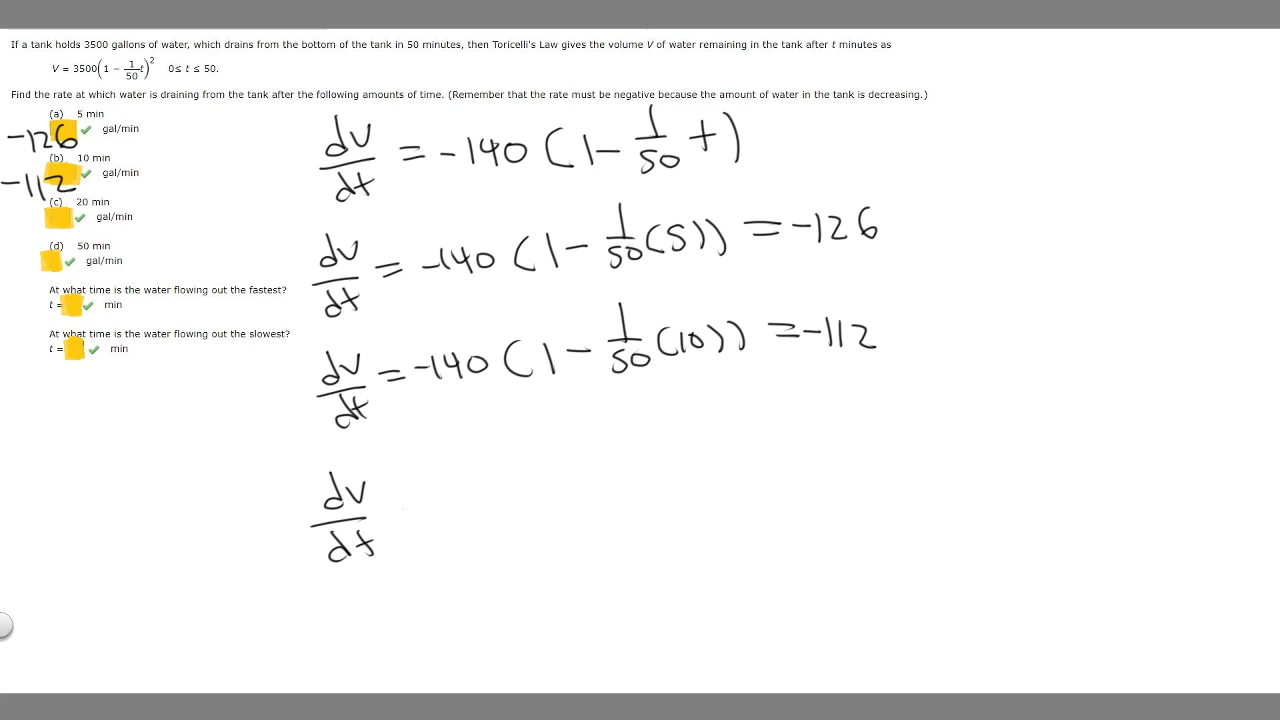 If a tank holds 3500 gallons of water, which drains from the bottom of the tank in 50 minutes, then Toricelli's Law gives the volume V of water remaining in the tank after t minutes as
V = 3500(1 − 1/50 t)² 0≤ t ≤ 50.
Find the rate at which water is draining from the tank after the following amounts of time. (Remember that the rate must be negative because the amount of water in the tank is decreasing.)
(a) 5 min
-126 gal/min
(b) 10 min
-112 gal/min
(c) 20 min
gal/min
(d) 50 min
gal/min
At what time is the water flowing out the fastest?
t = min
At what time is the water flowing out the slowest?
t = min
dv/dt = -140 (1 - 1/50 t)
dv/dt = -140 (1 - 1/50 (5)) = -126
dv/dt = -140 (1 - 1/50 (10)) = -112
dv/dt